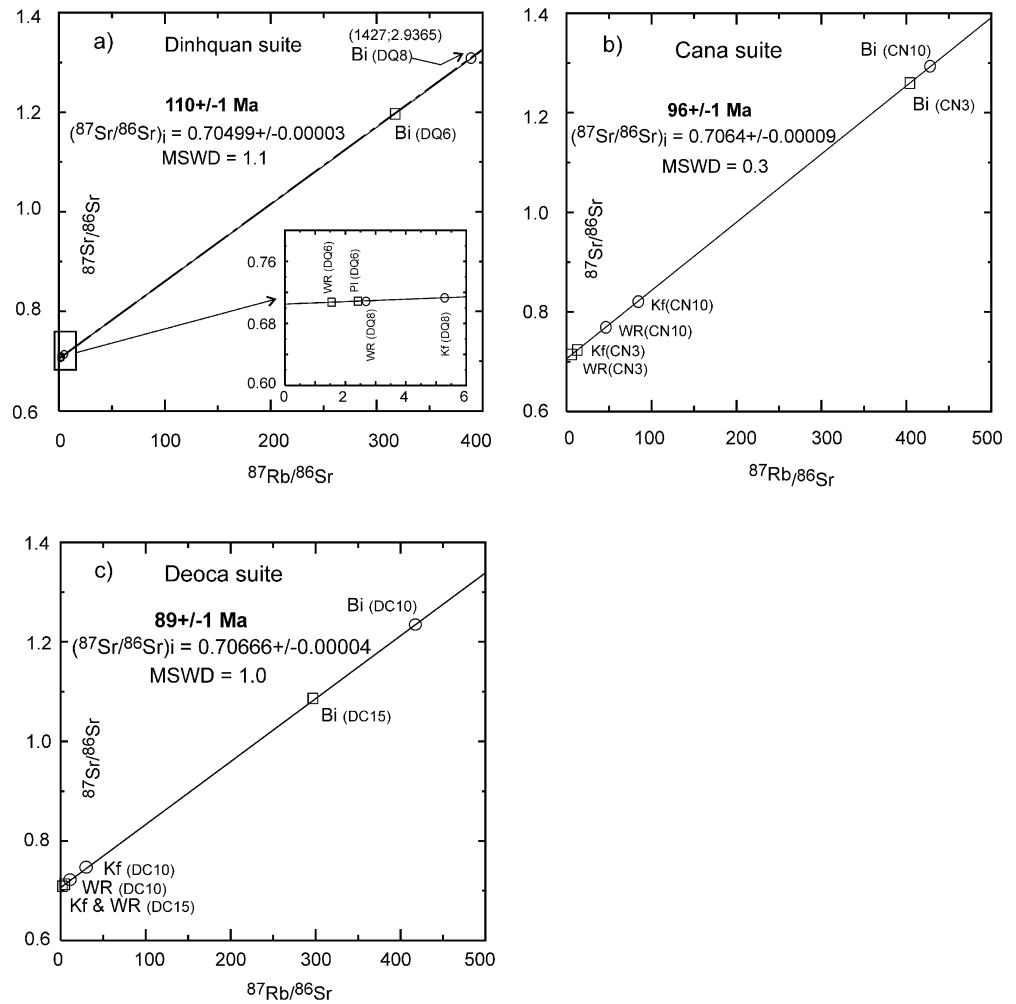 a) Dinhquan suite
(1427;2.9365)
Bi (DQ8)
110+/-1 Ma
(87Sr/86Sr)i = 0.70499+/-0.00003
MSWD = 1.1
Bi (DQ6)
87Sr/86Sr
1.4
1.2
1.0
0.8
0.6
0 100 200 300 400
87Rb/86Sr
0.76
0.68
0.60
WR (DQ6)
Pl (DQ6)
WR (DQ8)
Kf (DQ8)
0 2 4 6
b) Cana suite
Bi (CN10)
Bi (CN3)
96+/-1 Ma
(87Sr/86Sr)i = 0.7064+/-0.00009
MSWD = 0.3
87Sr/86Sr
Kf(CN10)
WR(CN10)
Kf(CN3)
WR(CN3)
1.4
1.2
1.0
0.8
0.6
0 100 200 300 400 500
87Rb/86Sr
c) Deoca suite
Bi (DC10)
89+/-1 Ma
(87Sr/86Sr)i = 0.70666+/-0.00004
MSWD = 1.0
Bi (DC15)
87Sr/86Sr
Kf (DC10)
WR (DC10)
Kf & WR (DC15)
1.4
1.2
1.0
0.8
0.6
0 100 200 300 400 500
87Rb/86Sr